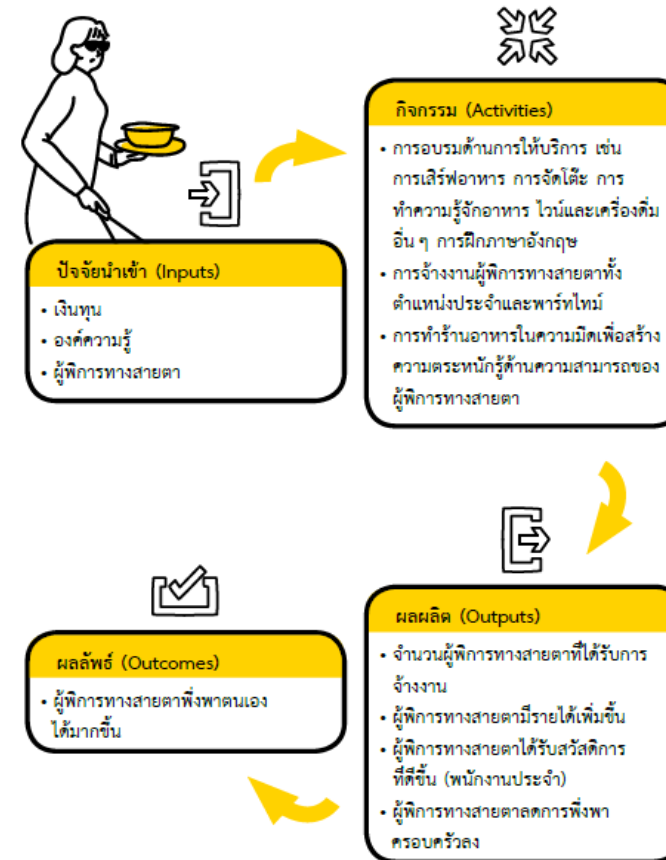 ปัจจัยนำเข้า (Inputs)
• เงินทุน
• องค์ความรู้
• ผู้พิการทางสายตา
กิจกรรม (Activities)
• การอบรมด้านการให้บริการ เช่น
การเสิร์ฟอาหาร การจัดโต๊ะ การ
ทำความรู้จักอาหาร ไวน์และเครื่องดื่ม
อื่น ๆ การฝึกภาษาอังกฤษ
• การจ้างงานผู้พิการทางสายตาทั้ง
ตำแหน่งประจำและพาร์ทไทม์
• การทำร้านอาหารในความมืดเพื่อสร้าง
ความตระหนักรู้ด้านความสามารถของ
ผู้พิการทางสายตา
ผลผลิต (Outputs)
• จำนวนผู้พิการทางสายตาที่ได้รับการ
จ้างงาน
• ผู้พิการทางสายตามีรายได้เพิ่มขึ้น
• ผู้พิการทางสายตาได้รับสวัสดิการ
ที่ดีขึ้น (พนักงานประจำ)
• ผู้พิการทางสายตาลดการพึ่งพา
ครอบครัวลง
ผลลัพธ์ (Outcomes)
• ผู้พิการทางสายตาพึ่งพาตนเอง
ได้มากขึ้น